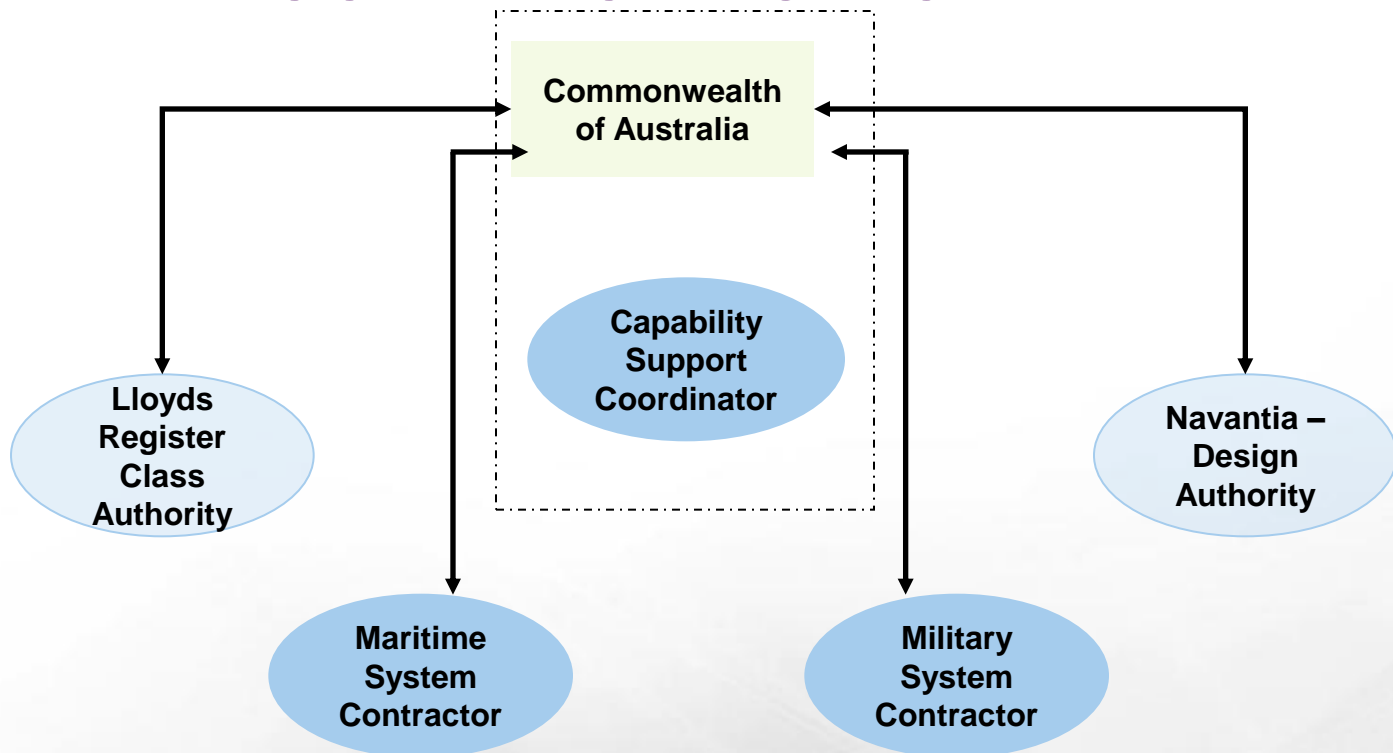 Commonwealth
of Australia
Capability
Support
Coordinator
Lloyds
Register
Class
Authority
Navantia –
Design
Authority
Maritime
System
Contractor
Military
System
Contractor